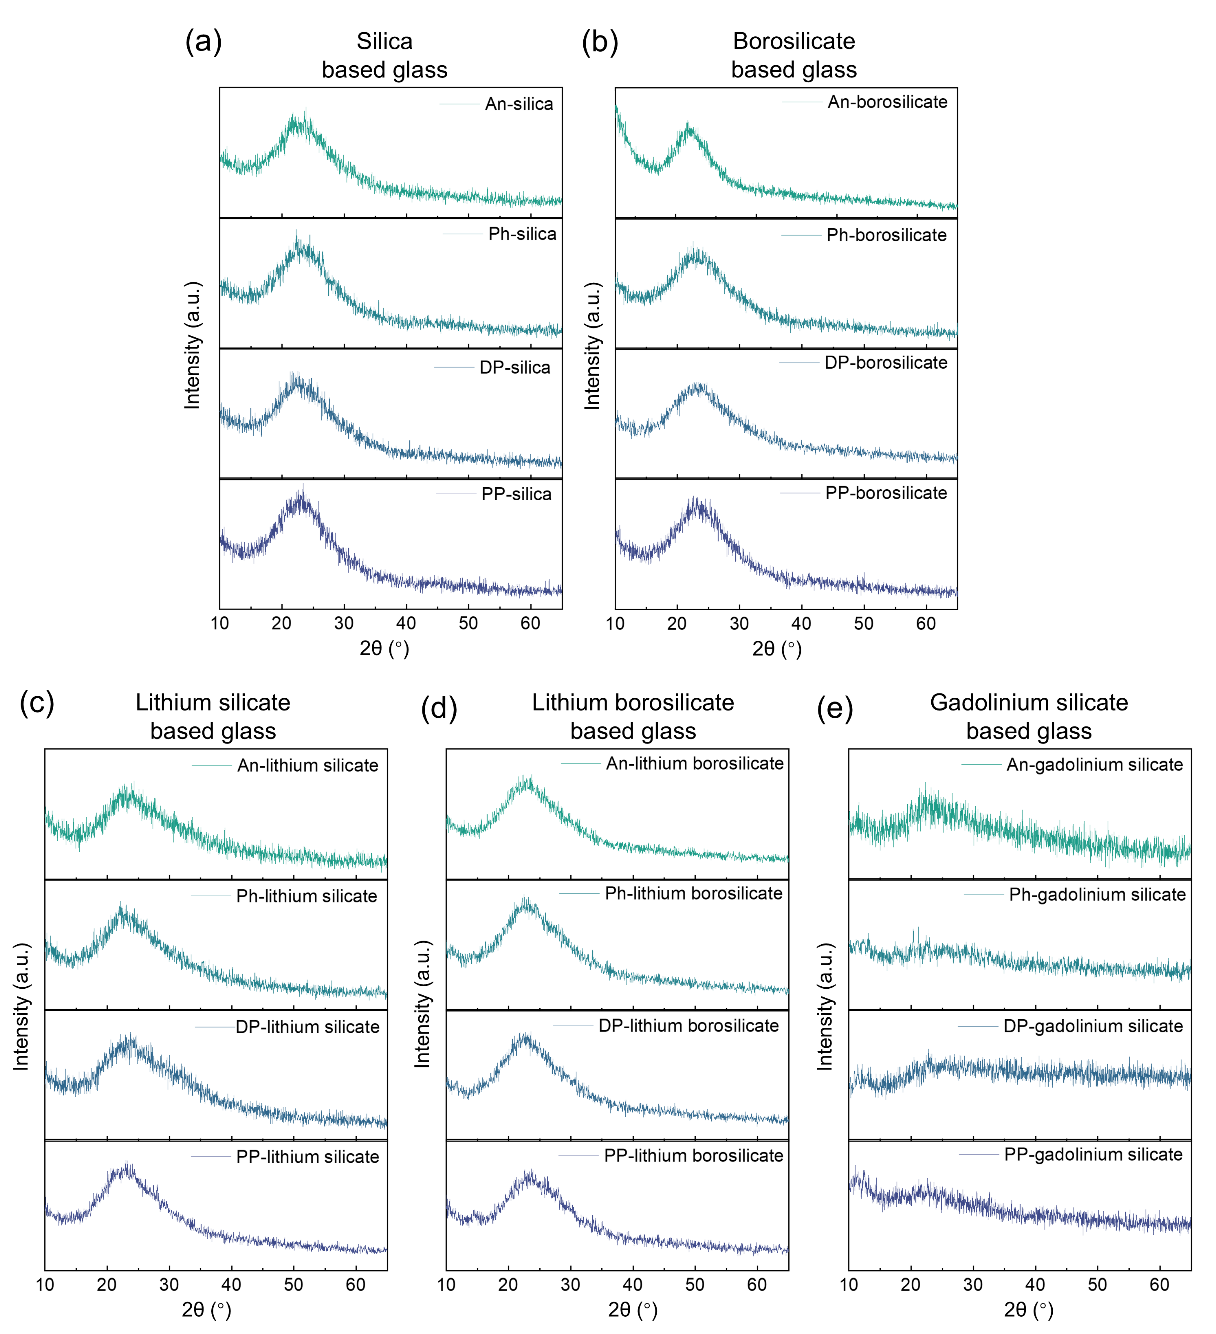 (a)
Silica
based glass
An-silica
Ph-silica
DP-silica
PP-silica
Intensity (a.u.)
10 20 30 40 50 60
2θ (°)
(b)
Borosilicate
based glass
An-borosilicate
Ph-borosilicate
DP-borosilicate
PP-borosilicate
Intensity (a.u.)
10 20 30 40 50 60
2θ (°)
(c)
Lithium silicate
based glass
An-lithium silicate
Ph-lithium silicate
DP-lithium silicate
PP-lithium silicate
Intensity (a.u.)
10 20 30 40 50 60
2θ (°)
(d)
Lithium borosilicate
based glass
An-lithium borosilicate
Ph-lithium borosilicate
DP-lithium borosilicate
PP-lithium borosilicate
Intensity (a.u.)
10 20 30 40 50 60
2θ (°)
(e)
Gadolinium silicate
based glass
An-gadolinium silicate
Ph-gadolinium silicate
DP-gadolinium silicate
PP-gadolinium silicate
Intensity (a.u.)
10 20 30 40 50 60
2θ (°)